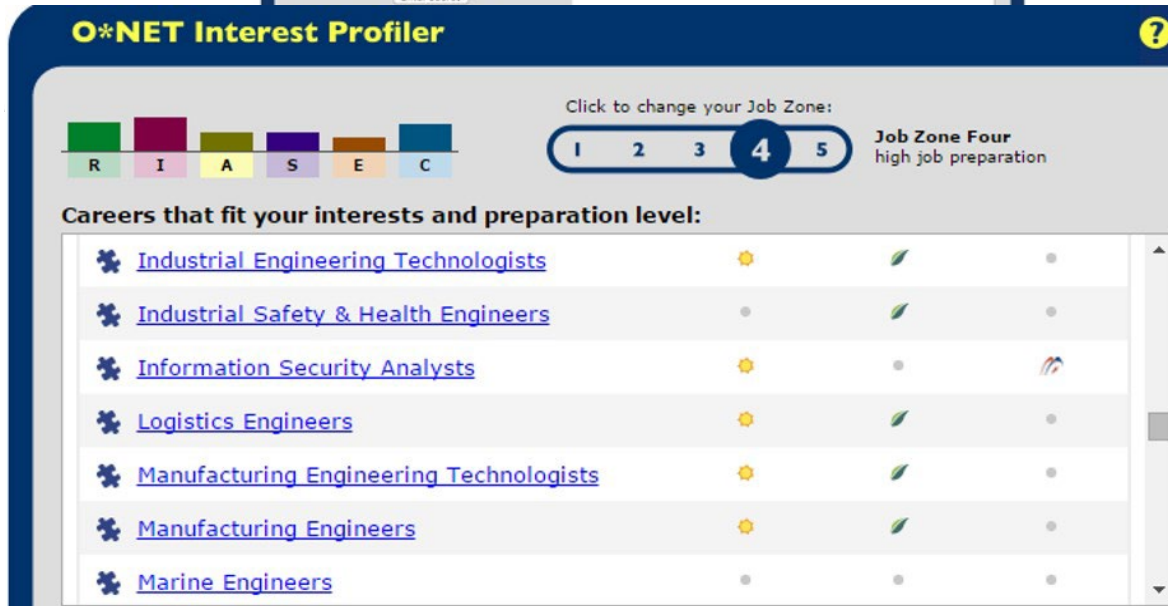 O*NET Interest Profiler
?
Click to change your Job Zone:
1 2 3 4 5
Job Zone Four
high job preparation
R I A S E C
Careers that fit your interests and preparation level:
Industrial Engineering Technologists
Industrial Safety & Health Engineers
Information Security Analysts
Logistics Engineers
Manufacturing Engineering Technologists
Manufacturing Engineers
Marine Engineers